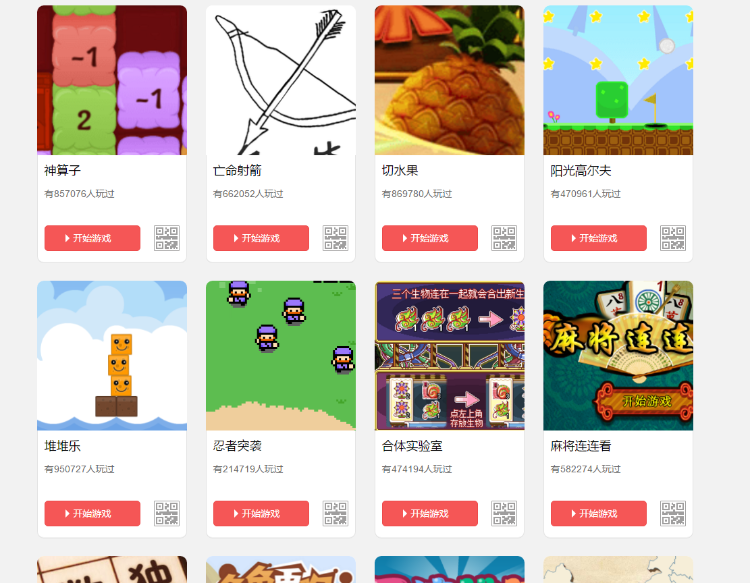 ~1
2
~1
神算子
亡命射箭
切水果
阳光高尔夫
有857076人玩过
有662052人玩过
有869780人玩过
有470961人玩过
开始游戏
开始游戏
开始游戏
开始游戏
三个生物连在一起就会合出新生
点左上角
存放生物
麻将连连
开始游戏
堆堆乐
忍者突袭
合体实验室
麻将连连看
有950727人玩过
有214719人玩过
有474194人玩过
有582274人玩过
开始游戏
开始游戏
开始游戏
开始游戏
独